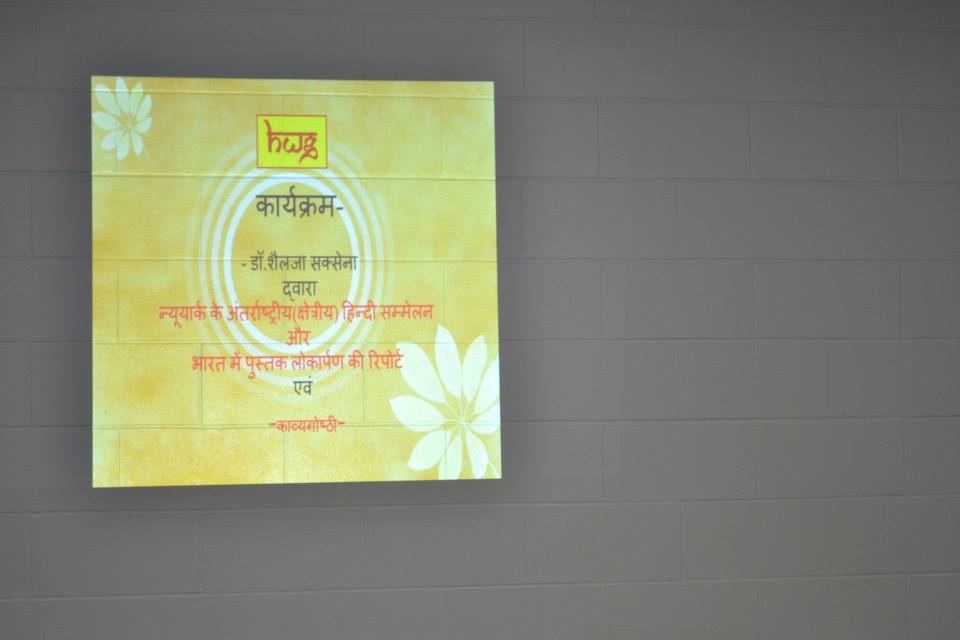 hwg
कार्यक्रम-
- डॉ.शैलजा सक्सेना
द्वारा
न्यूयार्क के अंतर्राष्ट्रीय(क्षेत्रीय) हिन्दी सम्मेलन
और
भारत में पुस्तक लोकार्पण की रिपोर्ट
एवं
-काव्यगोष्ठी-